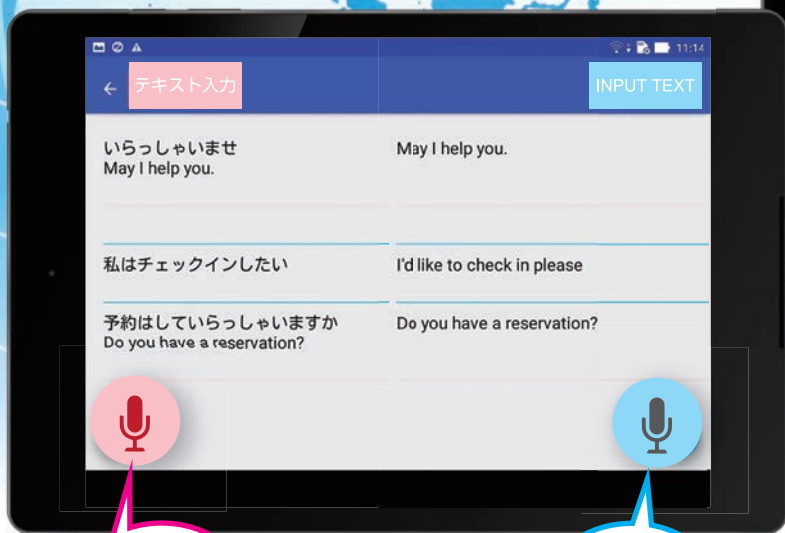 11:14
テキスト入力
INPUT TEXT
いらっしゃいませ
May I help you.
May I help you.
私はチェックインしたい
I'd like to check in please
予約はしていらっしゃいますか
Do you have a reservation?
Do you have a reservation?